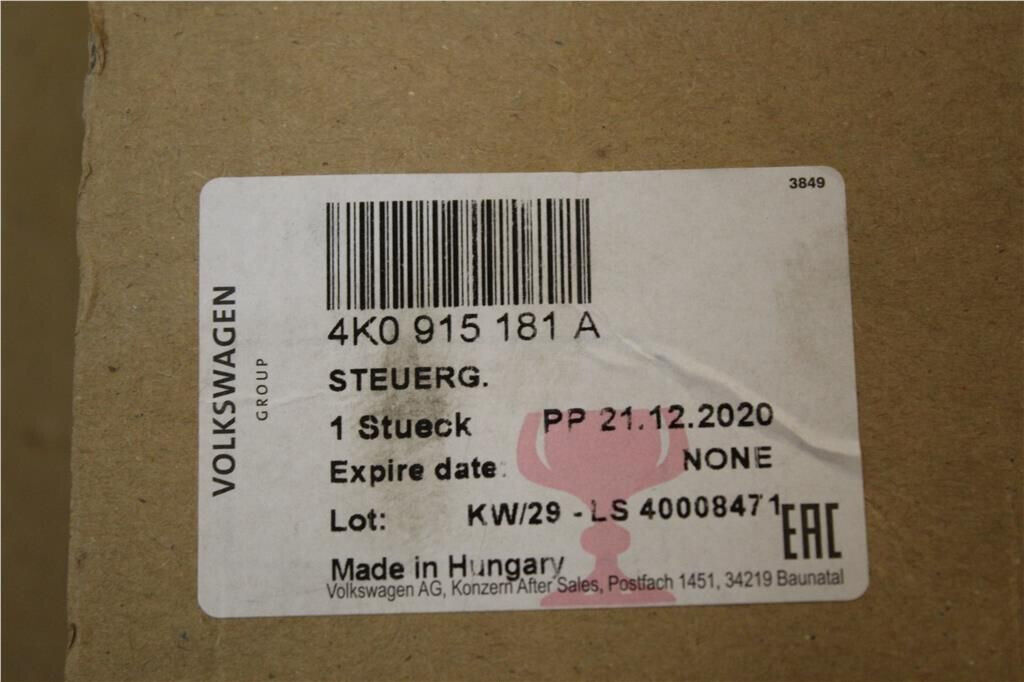 3849
VOLKSWAGEN
GROUP
4K0 915 181 A
STEUERG.
1 Stueck PP 21.12.2020
Expire date: NONE
Lot: KW/29 - LS 40008471
EAC
Made in Hungary
Volkswagen AG, Konzern After Sales, Postfach 1451, 34219 Baunatal